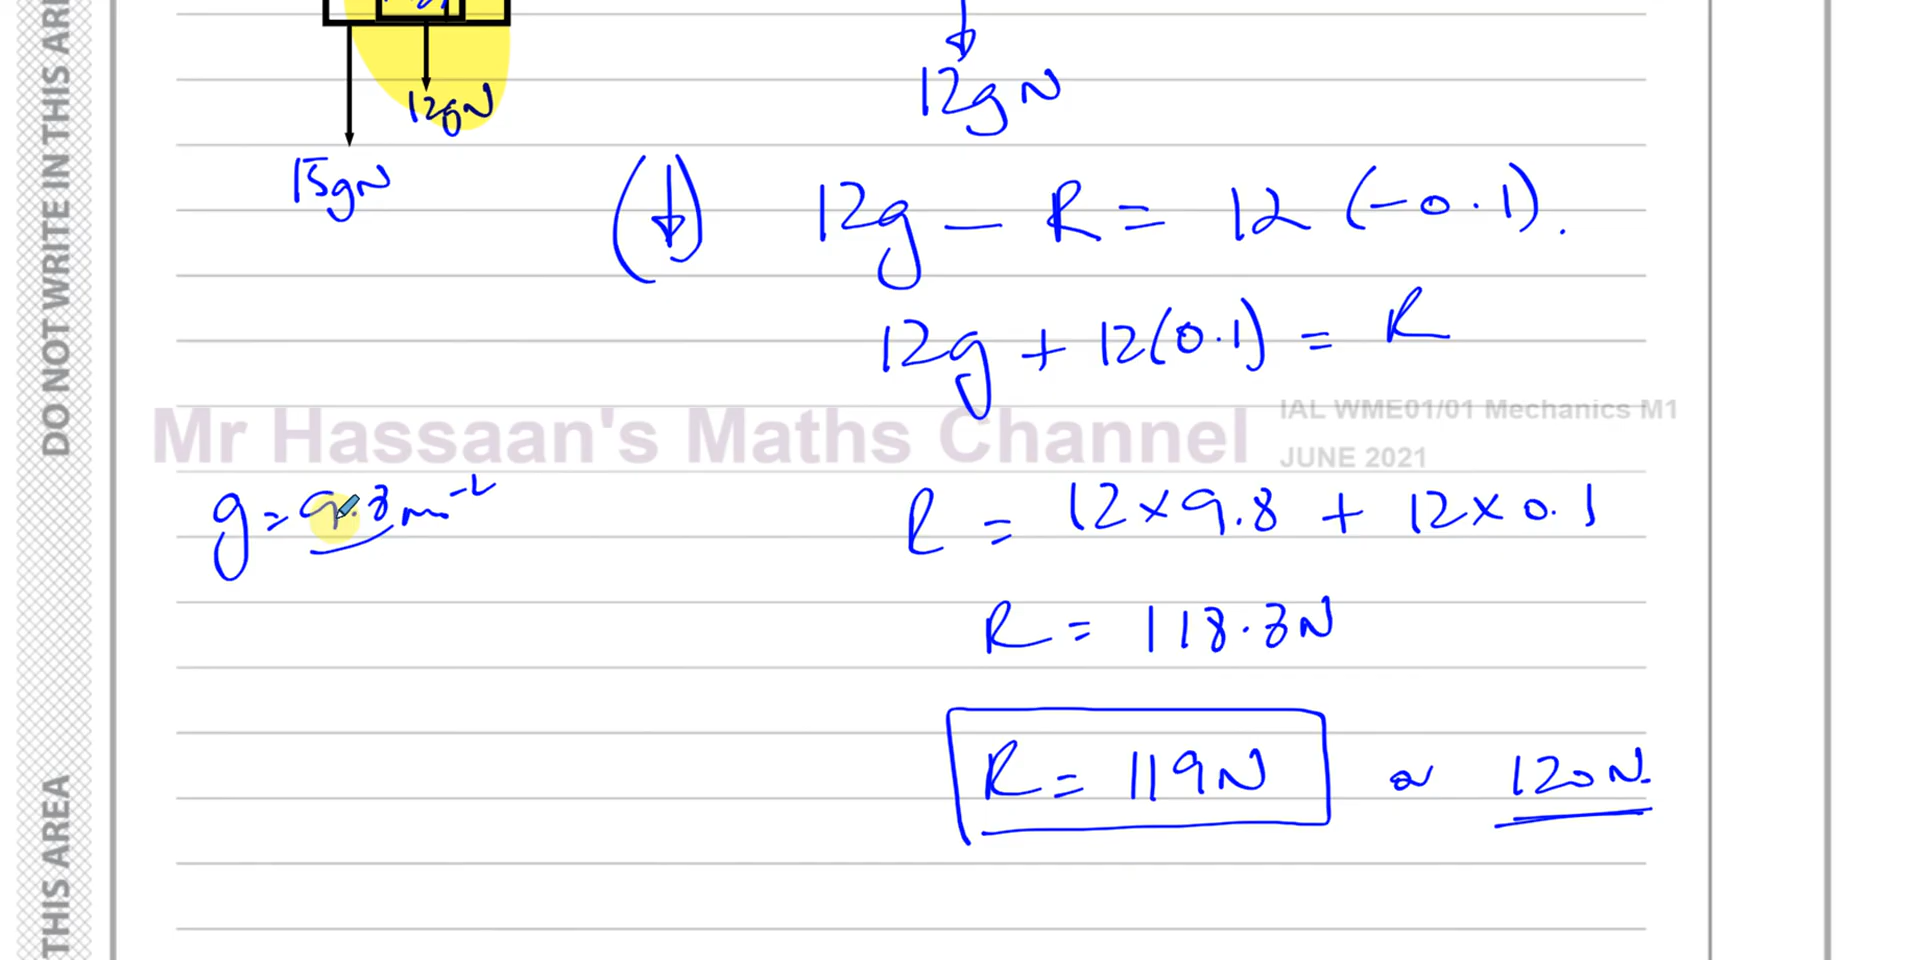 DO NOT WRITE IN THIS AREA
THIS AREA
12gN
15gN
12gN
(↓) 12g - R = 12 (-0.1).
12g + 12(0.1) = R
Mr Hassaan's Maths Channel
IAL WME01/01 Mechanics M1
JUNE 2021
g = 9.8 ms⁻²
R = 12 × 9.8 + 12 × 0.1
R = 118.8N
R = 119N or 120N.